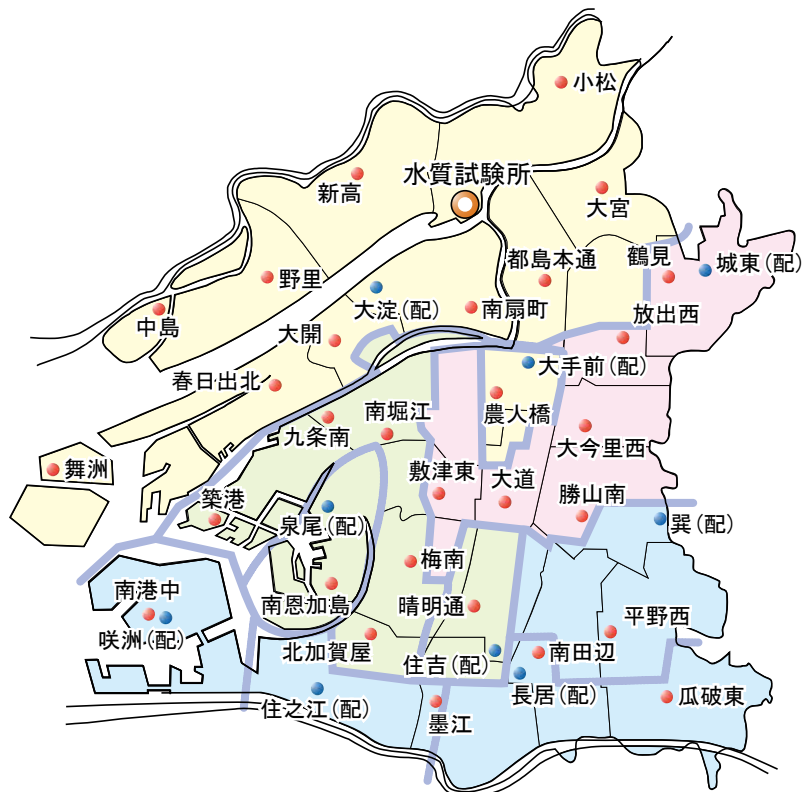 小松
水質試験所
新高
大宮
鶴見
城東(配)
都島本通
野里
大淀(配)
南扇町
放出西
中島
大開
大手前(配)
春日出北
農人橋
南堀江
九条南
大今里西
舞洲
敷津東
大道
勝山南
築港
泉尾(配)
巽(配)
梅南
南港中
南恩加島
晴明通
平野西
咲洲(配)
北加賀屋
住吉(配)
南田辺
長居(配)
瓜破東
住之江(配)
墨江